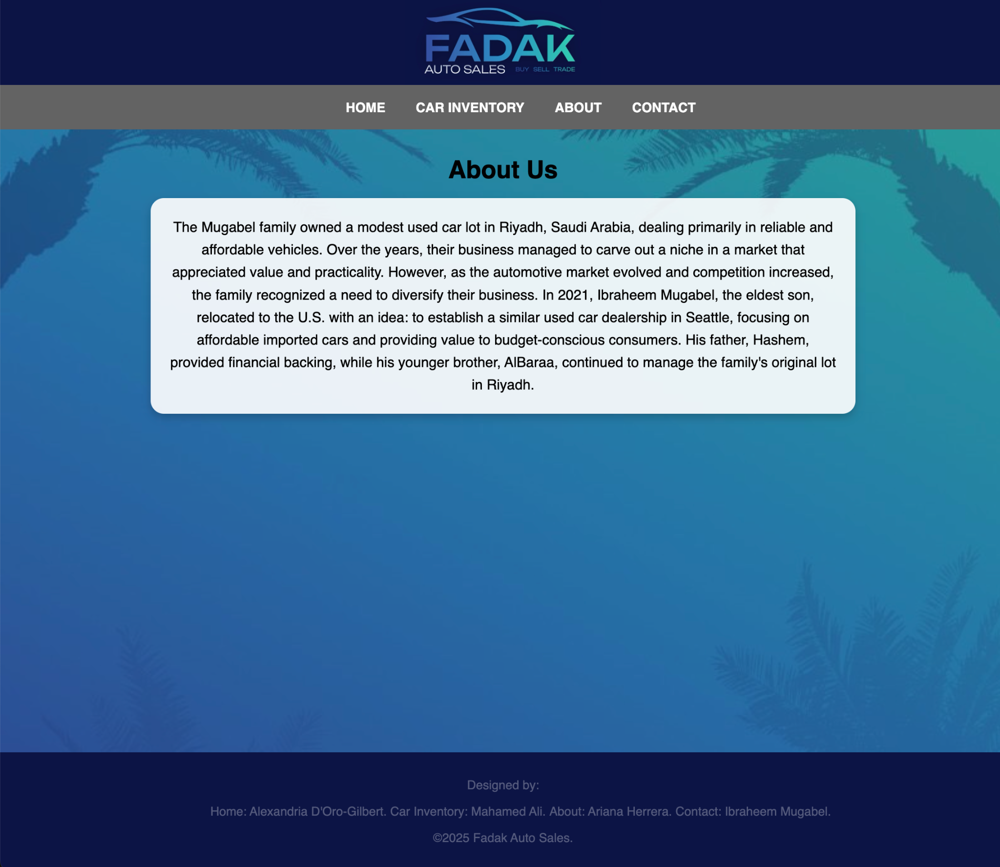 FADAK
AUTO SALES BUY SELL TRADE
HOME CAR INVENTORY ABOUT CONTACT
About Us
The Mugabel family owned a modest used car lot in Riyadh, Saudi Arabia, dealing primarily in reliable and
affordable vehicles. Over the years, their business managed to carve out a niche in a market that
appreciated value and practicality. However, as the automotive market evolved and competition increased,
the family recognized a need to diversify their business. In 2021, Ibraheem Mugabel, the eldest son,
relocated to the U.S. with an idea: to establish a similar used car dealership in Seattle, focusing on
affordable imported cars and providing value to budget-conscious consumers. His father, Hashem,
provided financial backing, while his younger brother, AlBaraa, continued to manage the family's original lot
in Riyadh.
Designed by:
Home: Alexandria D'Oro-Gilbert. Car Inventory: Mahamed Ali. About: Ariana Herrera. Contact: Ibraheem Mugabel.
©2025 Fadak Auto Sales.